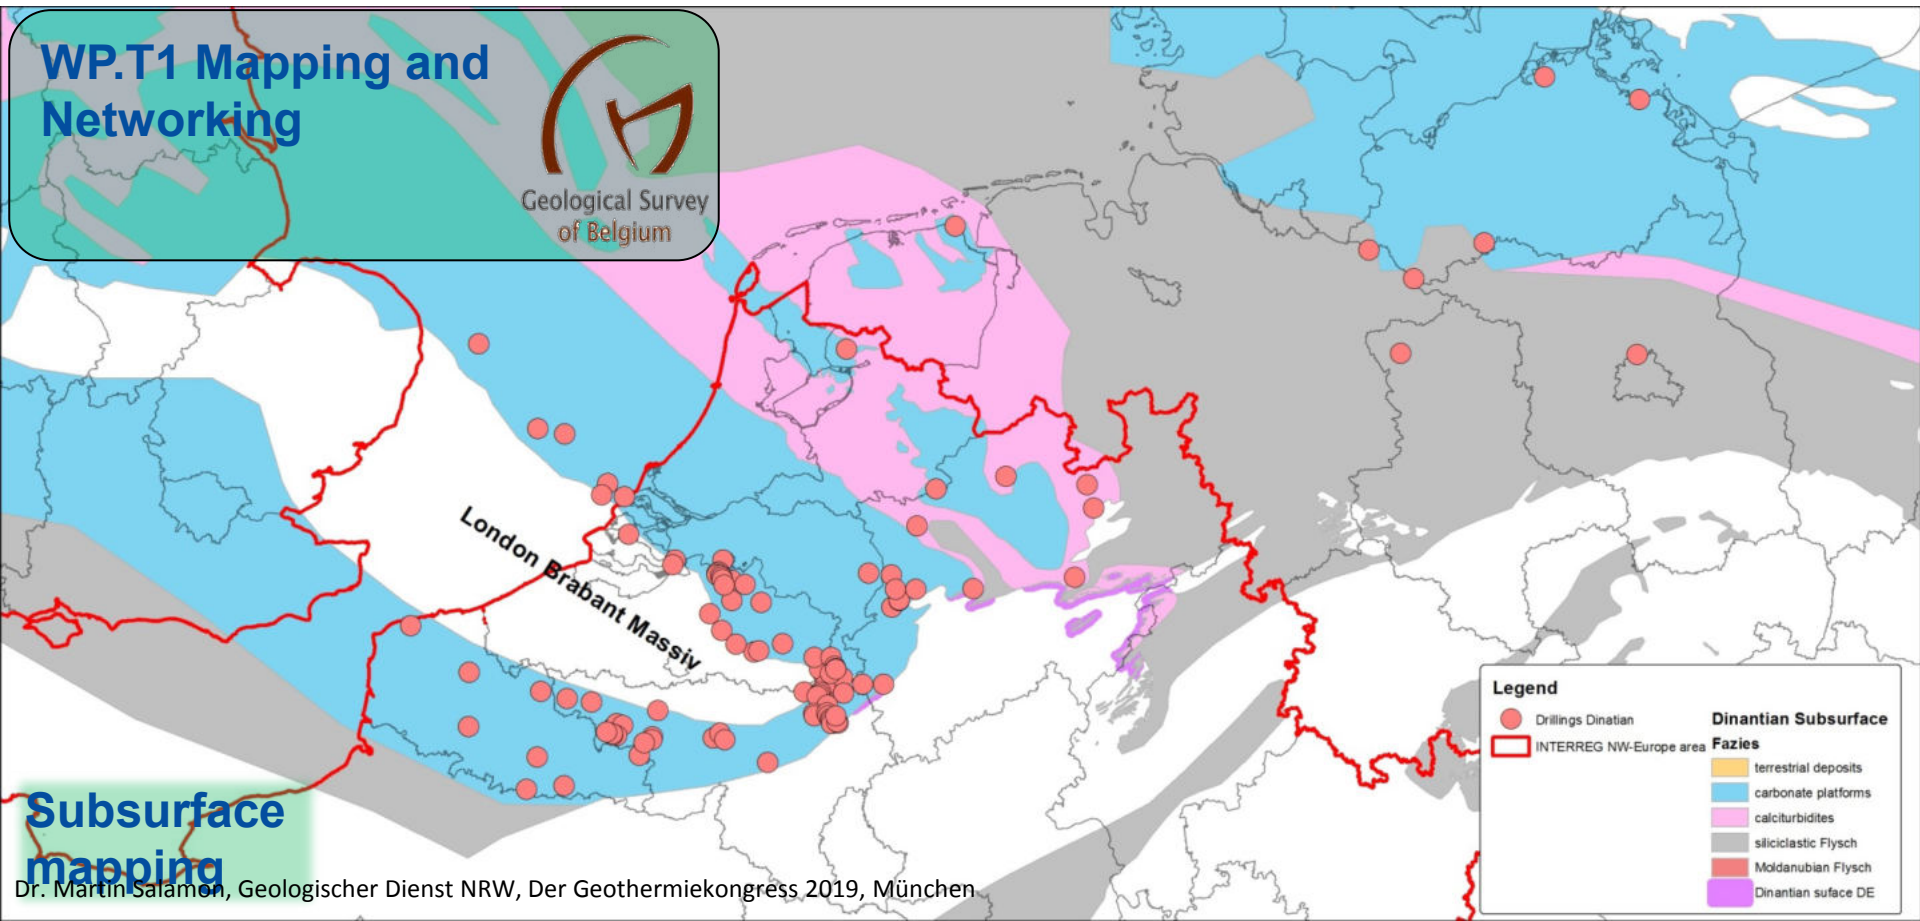 WP.T1 Mapping and
Networking
Geological Survey
of Belgium
London Brabant Massiv
Legend
Drillings Dinatian
INTERREG NW-Europe area
Dinantian Subsurface
Fazies
terrestrial deposits
carbonate platforms
calciturbidites
siliciclastic Flysch
Moldanubian Flysch
Dinantian suface DE
Subsurface
mapping
Dr. Martin Salamon, Geologischer Dienst NRW, Der Geothermiekongress 2019, München